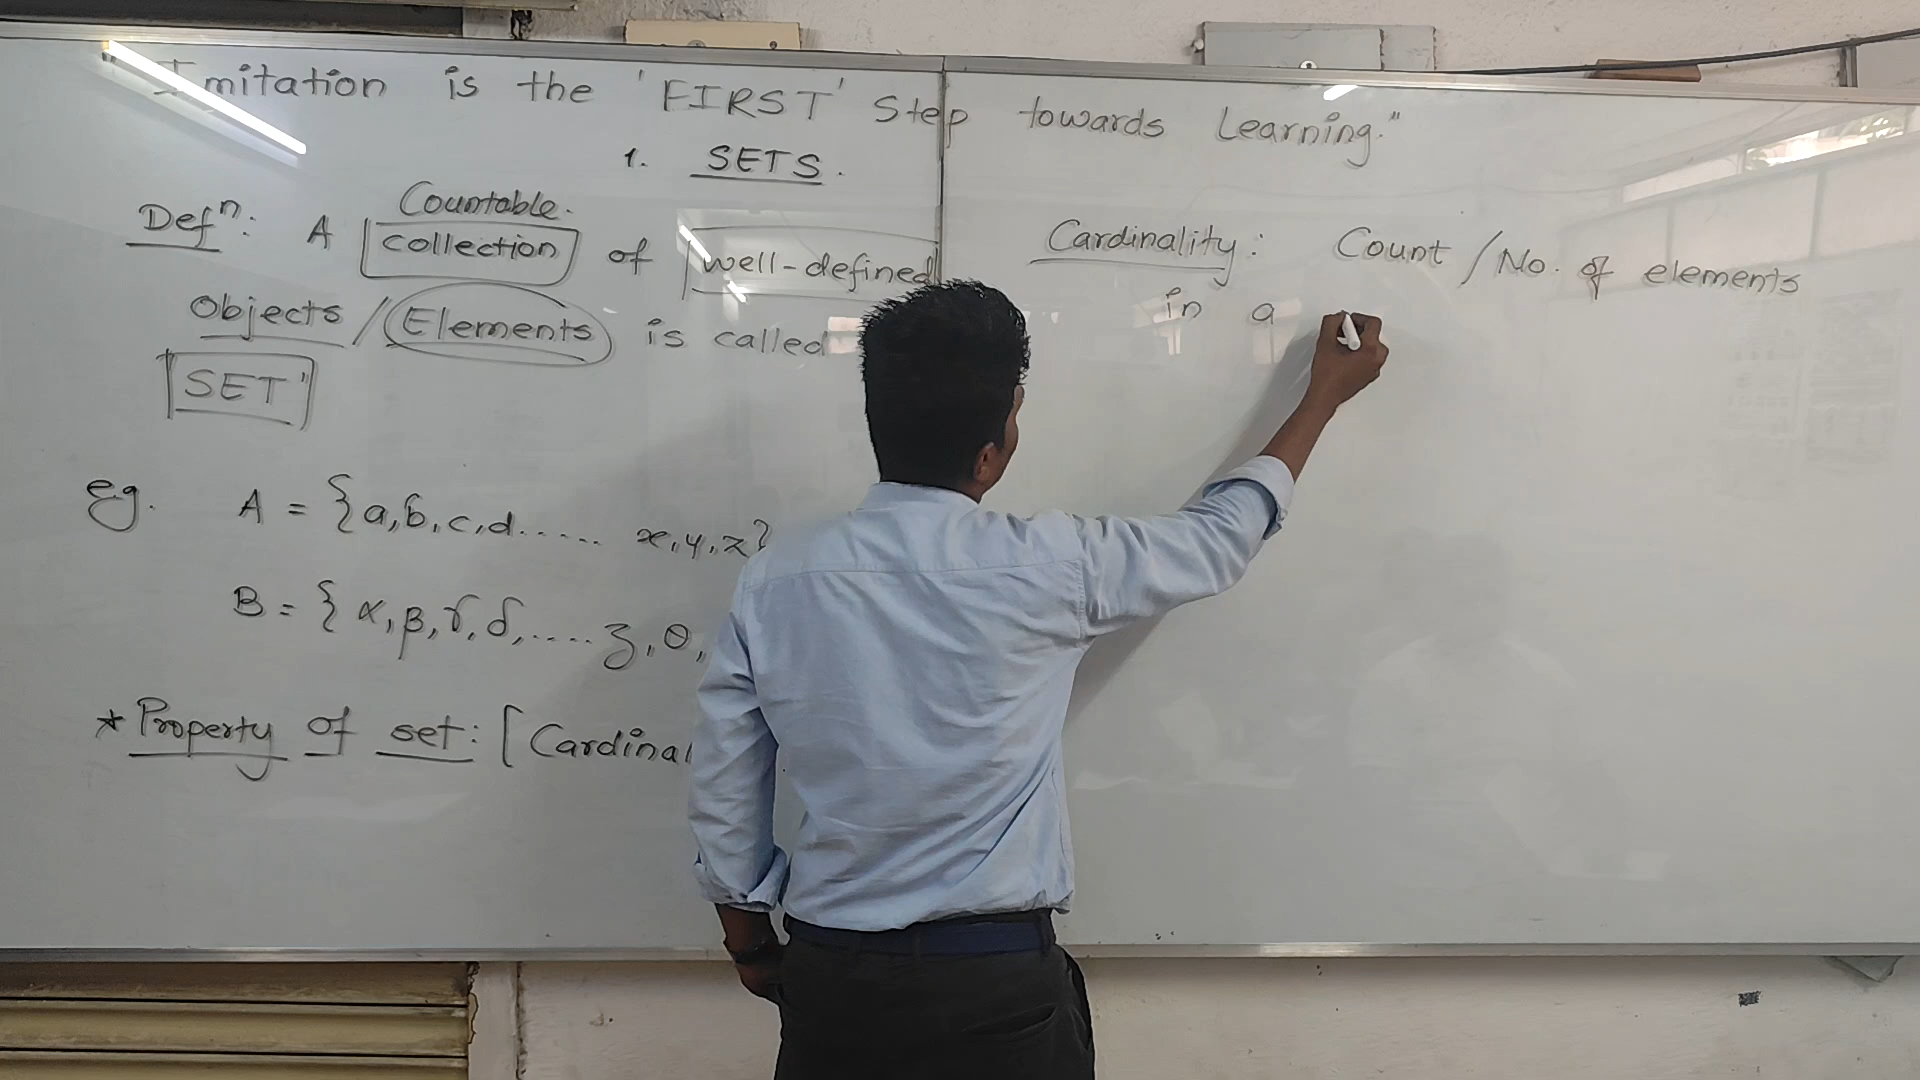 "Imitation is the 'FIRST' Step towards Learning."
1. SETS.
Countable.
Defⁿ: A collection of well-defined
Objects / Elements is called
SET'
eg. A = {a, b, c, d ..... x, y, z}
B = {α, β, γ, δ, .... ζ, θ,
* Property of set: [Cardinal
Cardinality: Count / No. of elements
in a